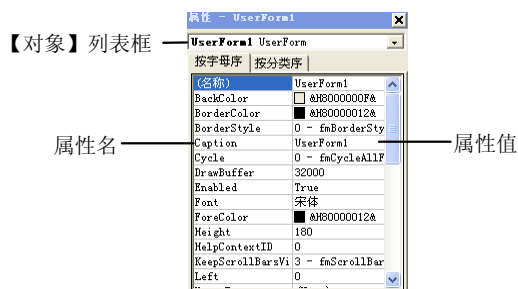 属性 - UserForm1
【对象】列表框
UserForm1 UserForm
按字母序 按分类序
(名称) UserForm1
BackColor &H8000000F&
BorderColor &H80000012&
BorderStyle 0 - fmBorderSty
属性名
Caption UserForm1
属性值
Cycle 0 - fmCycleAllF
DrawBuffer 32000
Enabled True
Font 宋体
ForeColor &H80000012&
Height 180
HelpContextID 0
KeepScrollBarsVi 3 - fmScrollBar
Left 0